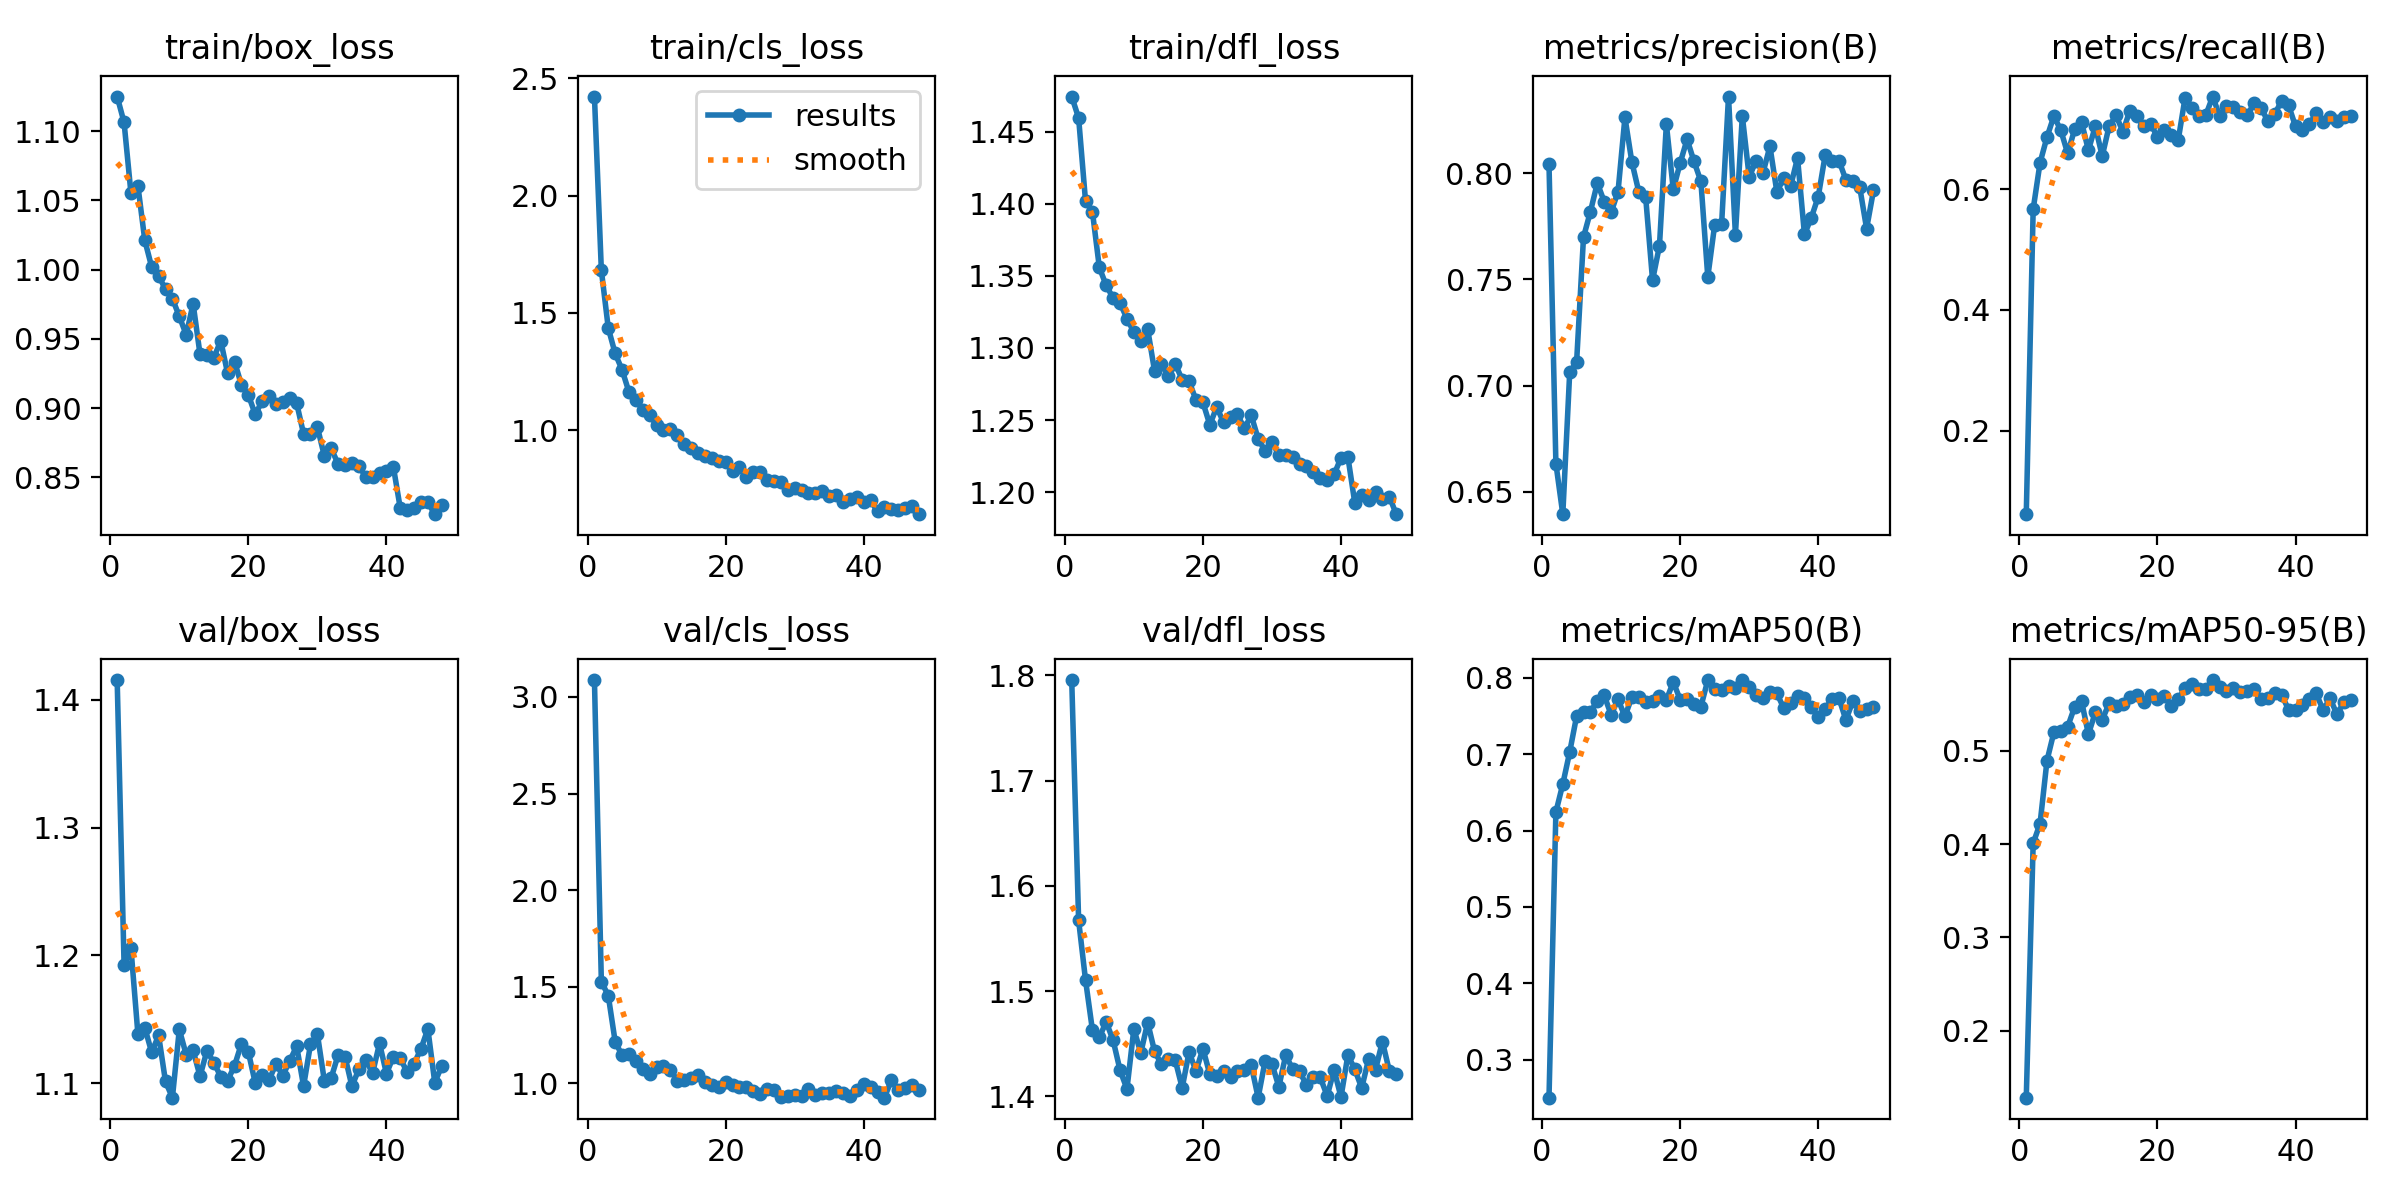 train/box_loss
1.10
1.05
1.00
0.95
0.90
0.85
0 20 40
train/cls_loss
results
smooth
2.5
2.0
1.5
1.0
0 20 40
train/dfl_loss
1.45
1.40
1.35
1.30
1.25
1.20
0 20 40
metrics/precision(B)
0.80
0.75
0.70
0.65
0 20 40
metrics/recall(B)
0.6
0.4
0.2
0 20 40
val/box_loss
1.4
1.3
1.2
1.1
0 20 40
val/cls_loss
3.0
2.5
2.0
1.5
1.0
0 20 40
val/dfl_loss
1.8
1.7
1.6
1.5
1.4
0 20 40
metrics/mAP50(B)
0.8
0.7
0.6
0.5
0.4
0.3
0 20 40
metrics/mAP50-95(B)
0.5
0.4
0.3
0.2
0 20 40